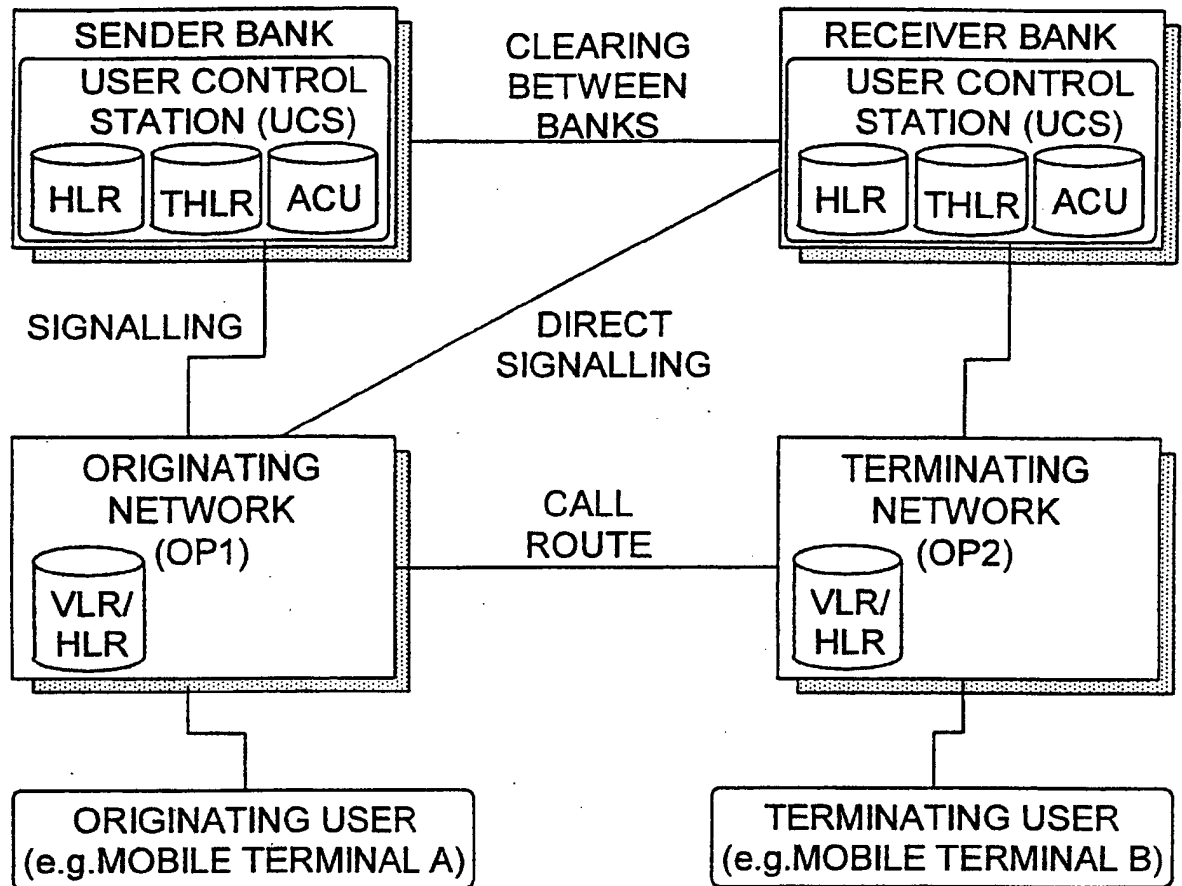 SENDER BANK
USER CONTROL
STATION (UCS)
HLR
THLR
ACU
CLEARING
BETWEEN
BANKS
RECEIVER BANK
USER CONTROL
STATION (UCS)
HLR
THLR
ACU
SIGNALLING
DIRECT
SIGNALLING
ORIGINATING
NETWORK
(OP1)
VLR/
HLR
CALL
ROUTE
TERMINATING
NETWORK
(OP2)
VLR/
HLR
ORIGINATING USER
(e.g.MOBILE TERMINAL A)
TERMINATING USER
(e.g.MOBILE TERMINAL B)